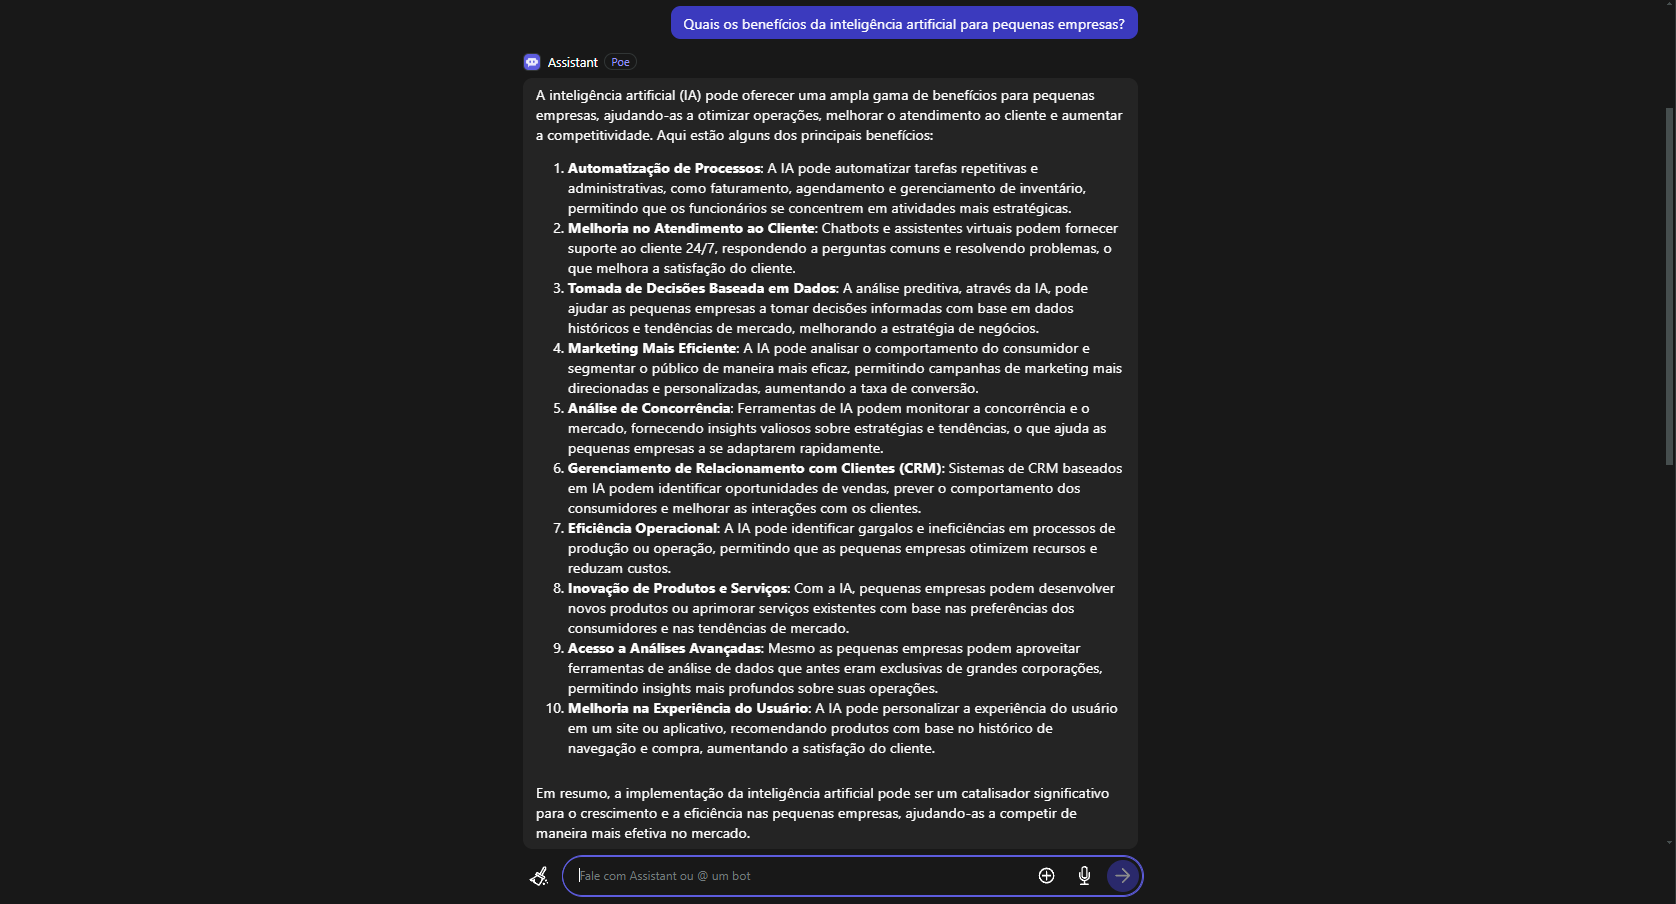 Quais os benefícios da inteligência artificial para pequenas empresas?
Assistant Poe
A inteligência artificial (IA) pode oferecer uma ampla gama de benefícios para pequenas
empresas, ajudando-as a otimizar operações, melhorar o atendimento ao cliente e aumentar
a competitividade. Aqui estão alguns dos principais benefícios:
1. Automatização de Processos: A IA pode automatizar tarefas repetitivas e
administrativas, como faturamento, agendamento e gerenciamento de inventário,
permitindo que os funcionários se concentrem em atividades mais estratégicas.
2. Melhoria no Atendimento ao Cliente: Chatbots e assistentes virtuais podem fornecer
suporte ao cliente 24/7, respondendo a perguntas comuns e resolvendo problemas, o
que melhora a satisfação do cliente.
3. Tomada de Decisões Baseada em Dados: A análise preditiva, através da IA, pode
ajudar as pequenas empresas a tomar decisões informadas com base em dados
históricos e tendências de mercado, melhorando a estratégia de negócios.
4. Marketing Mais Eficiente: A IA pode analisar o comportamento do consumidor e
segmentar o público de maneira mais eficaz, permitindo campanhas de marketing mais
direcionadas e personalizadas, aumentando a taxa de conversão.
5. Análise de Concorrência: Ferramentas de IA podem monitorar a concorrência e o
mercado, fornecendo insights valiosos sobre estratégias e tendências, o que ajuda as
pequenas empresas a se adaptarem rapidamente.
6. Gerenciamento de Relacionamento com Clientes (CRM): Sistemas de CRM baseados
em IA podem identificar oportunidades de vendas, prever o comportamento dos
consumidores e melhorar as interações com os clientes.
7. Eficiência Operacional: A IA pode identificar gargalos e ineficiências em processos de
produção ou operação, permitindo que as pequenas empresas otimizem recursos e
reduzam custos.
8. Inovação de Produtos e Serviços: Com a IA, pequenas empresas podem desenvolver
novos produtos ou aprimorar serviços existentes com base nas preferências dos
consumidores e nas tendências de mercado.
9. Acesso a Análises Avançadas: Mesmo as pequenas empresas podem aproveitar
ferramentas de análise de dados que antes eram exclusivas de grandes corporações,
permitindo insights mais profundos sobre suas operações.
10. Melhoria na Experiência do Usuário: A IA pode personalizar a experiência do usuário
em um site ou aplicativo, recomendando produtos com base no histórico de
navegação e compra, aumentando a satisfação do cliente.
Em resumo, a implementação da inteligência artificial pode ser um catalisador significativo
para o crescimento e a eficiência nas pequenas empresas, ajudando-as a competir de
maneira mais efetiva no mercado.
Fale com Assistant ou @ um bot